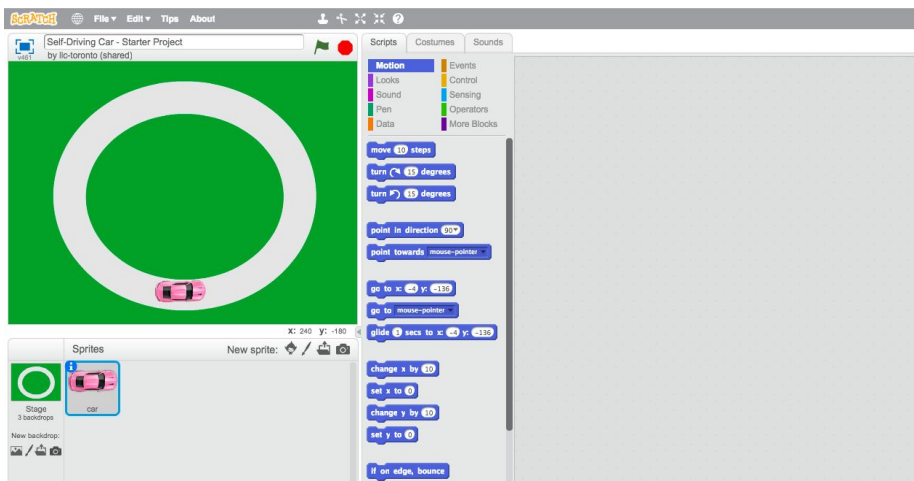 SCRATCH File Edit Tips About
Self-Driving Car - Starter Project
v461 by llc-toronto (shared)
x: 240 y: -180
Sprites New sprite:
Stage
3 backdrops
car
New backdrop:
Scripts Costumes Sounds
Motion Events
Looks Control
Sound Sensing
Pen Operators
Data More Blocks
move 10 steps
turn 15 degrees
turn 15 degrees
point in direction 90
point towards mouse-pointer
go to x: -4 y: -136
go to mouse-pointer
glide 1 secs to x: -4 y: -136
change x by 10
set x to 0
change y by 10
set y to 0
if on edge, bounce